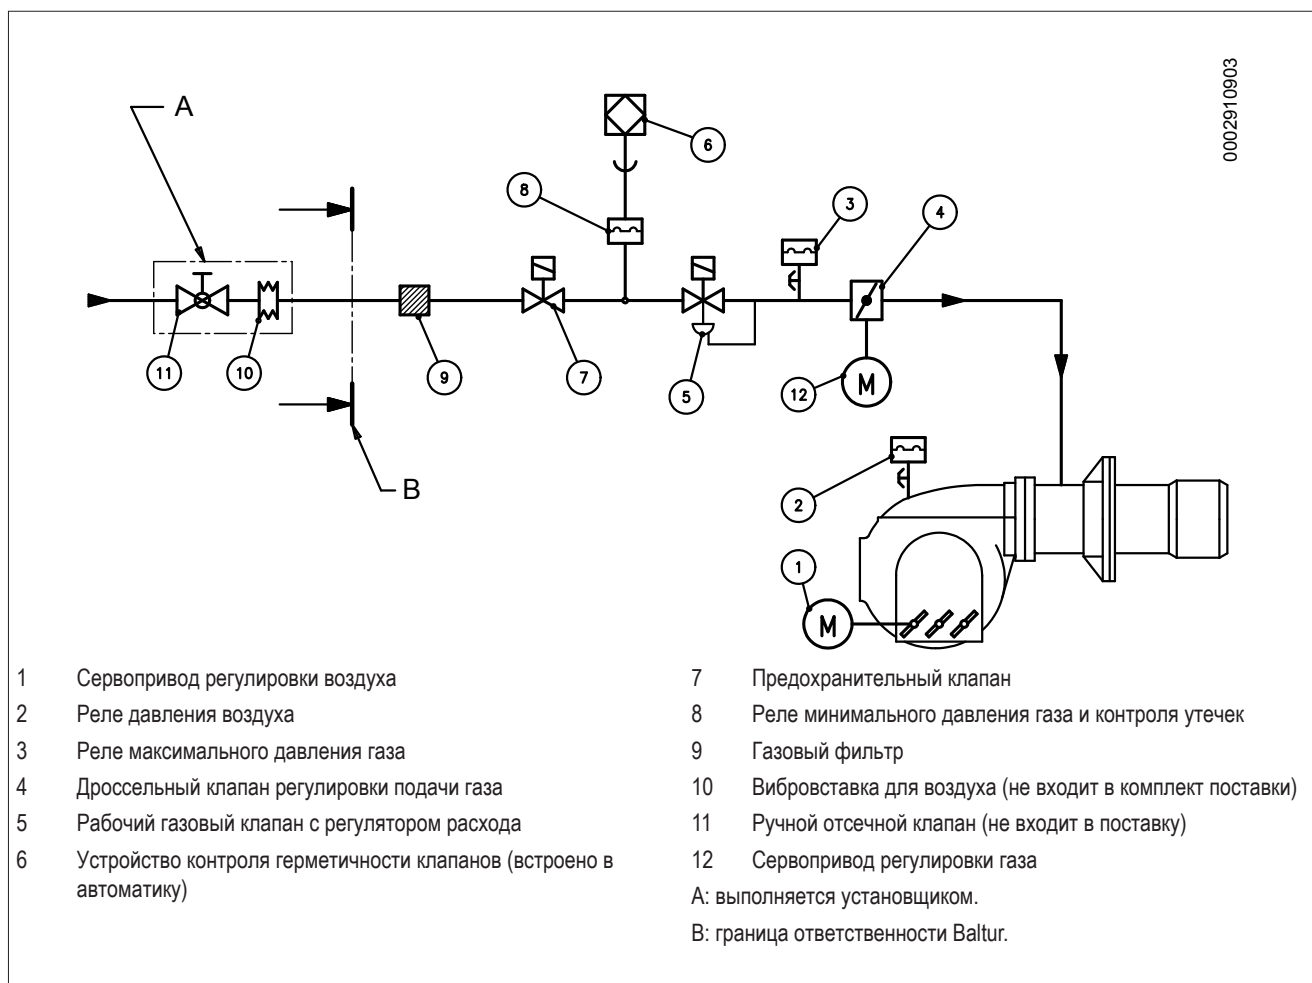 0002910903
A
6
8
3
4
11
10
9
7
5
12
M
B
2
1
M
1 Сервопривод регулировки воздуха
2 Реле давления воздуха
3 Реле максимального давления газа
4 Дроссельный клапан регулировки подачи газа
5 Рабочий газовый клапан с регулятором расхода
6 Устройство контроля герметичности клапанов (встроено в
автоматику)
7 Предохранительный клапан
8 Реле минимального давления газа и контроля утечек
9 Газовый фильтр
10 Вибровставка для воздуха (не входит в комплект поставки)
11 Ручной отсечной клапан (не входит в поставку)
12 Сервопривод регулировки газа
A: выполняется установщиком.
B: граница ответственности Baltur.